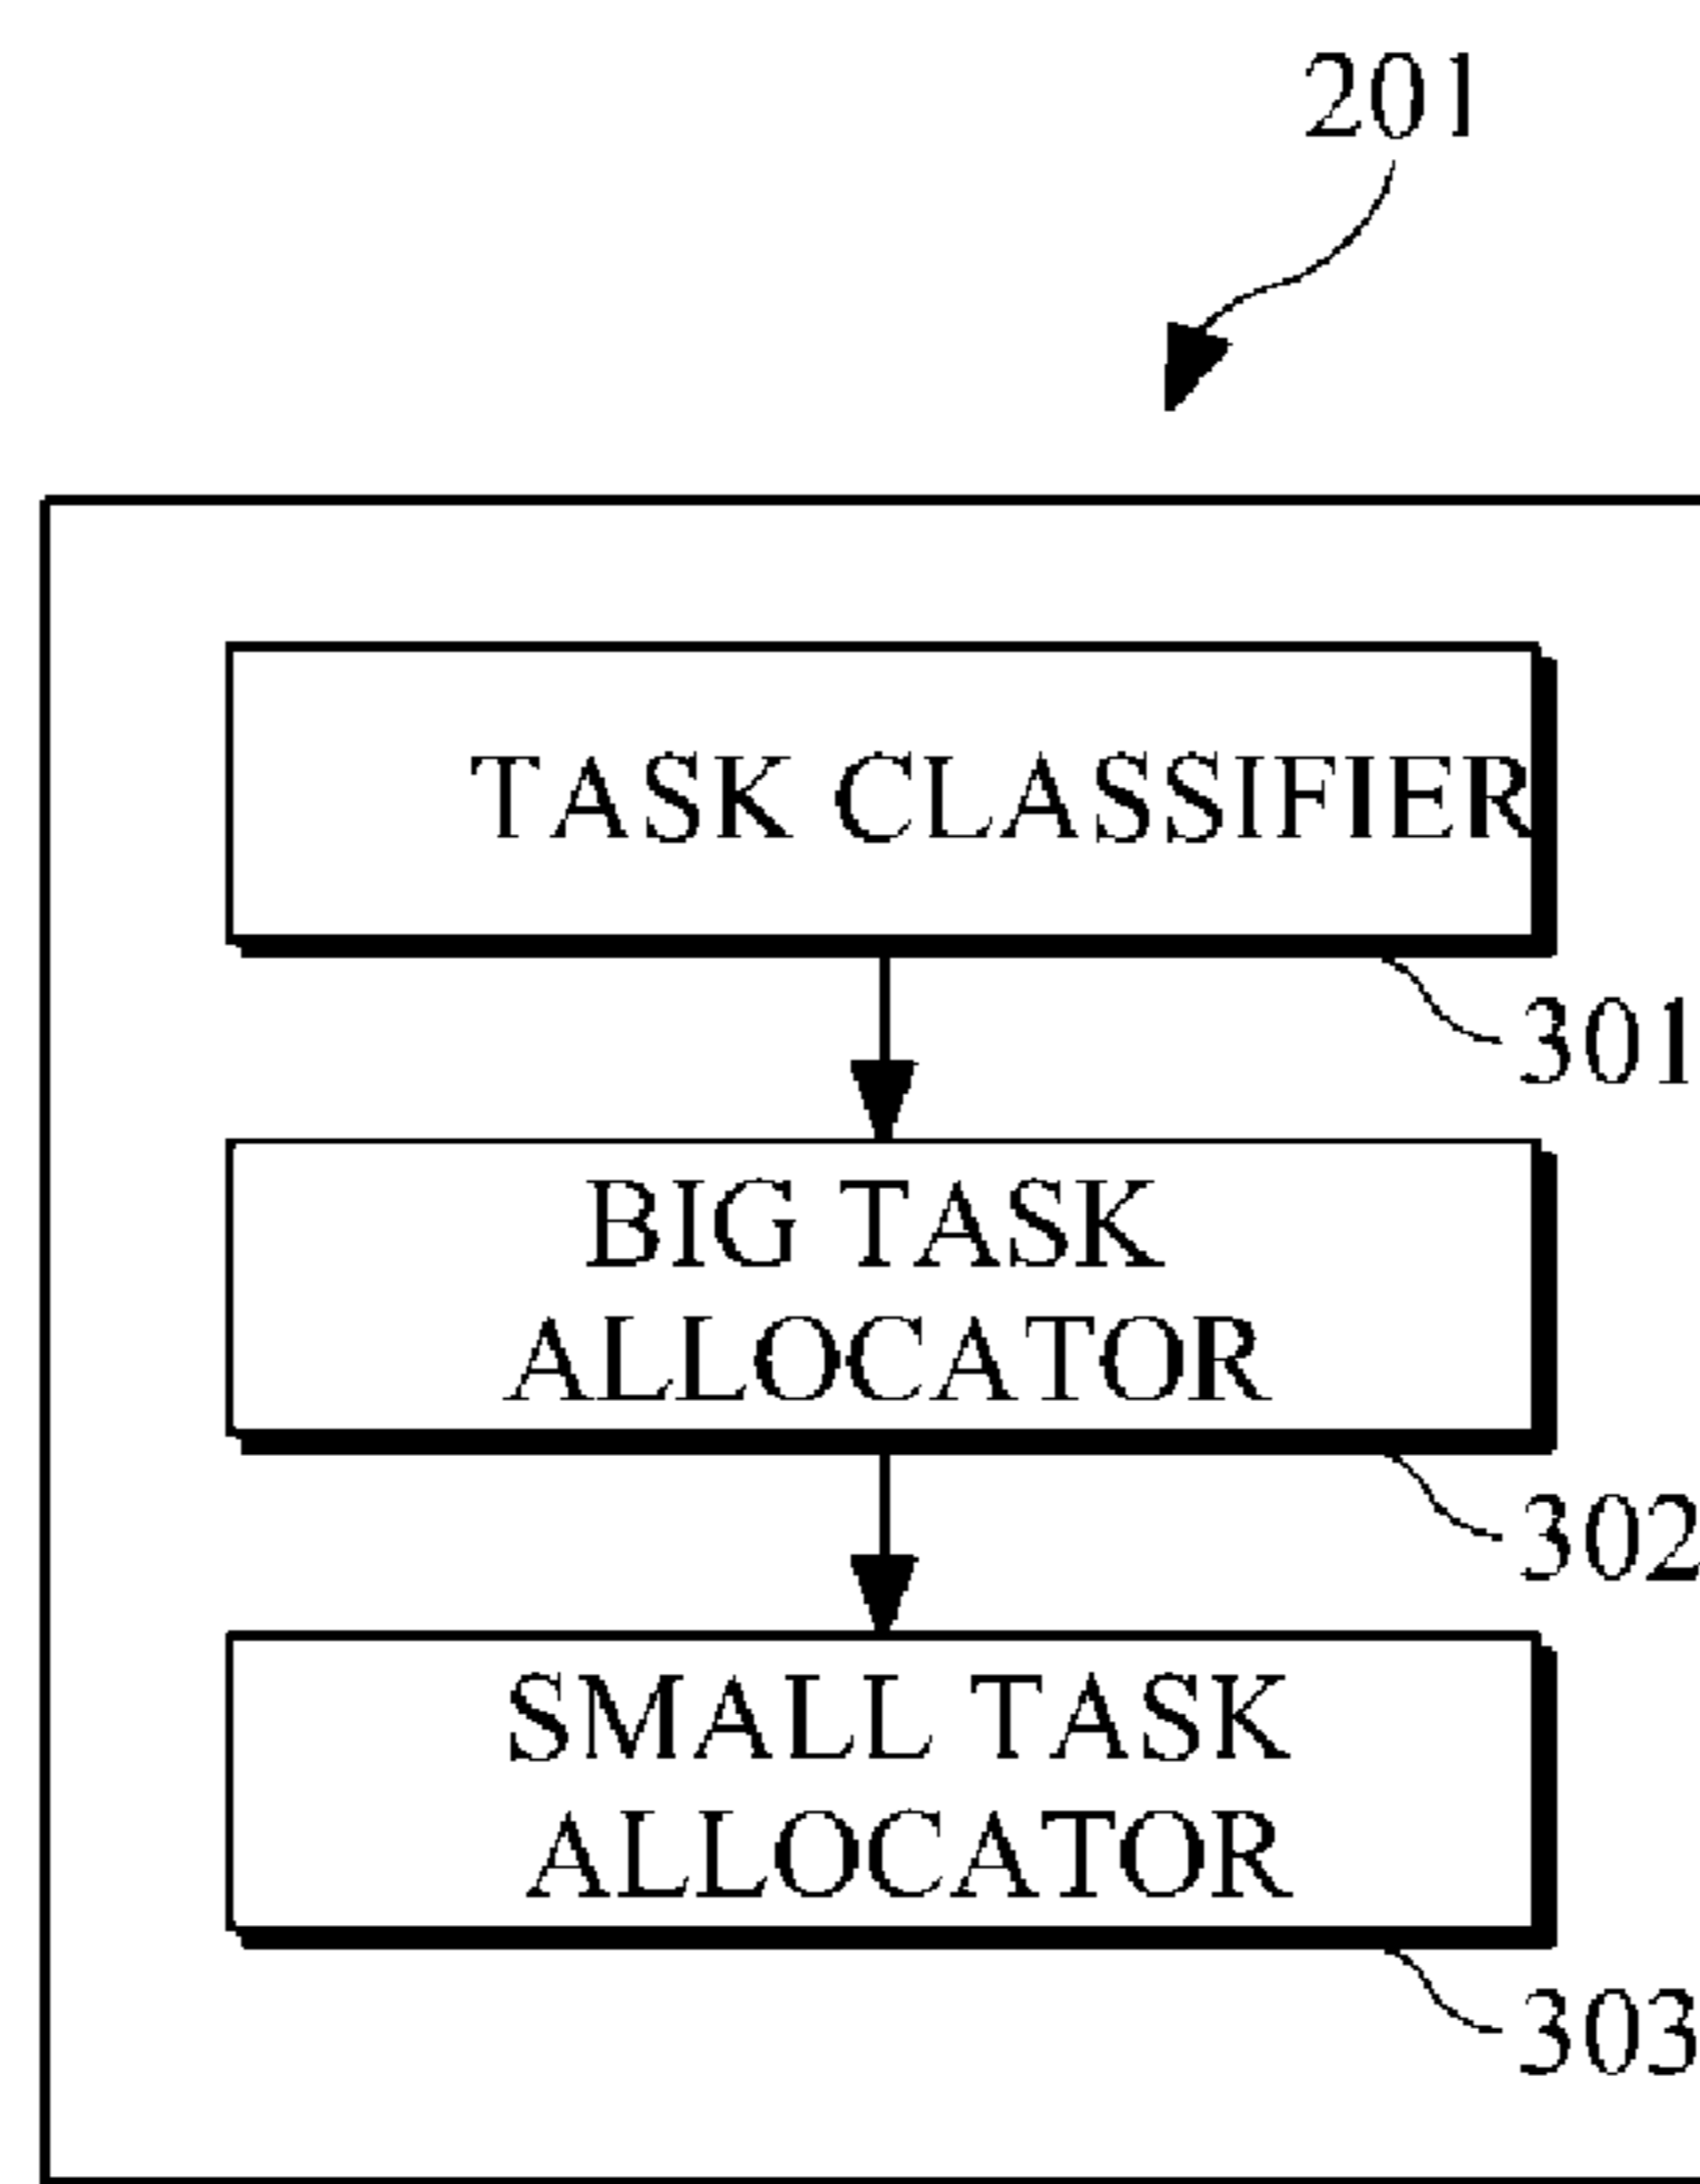 201
TASK CLASSIFIER
301
BIG TASK
ALLOCATOR
302
SMALL TASK
ALLOCATOR
303